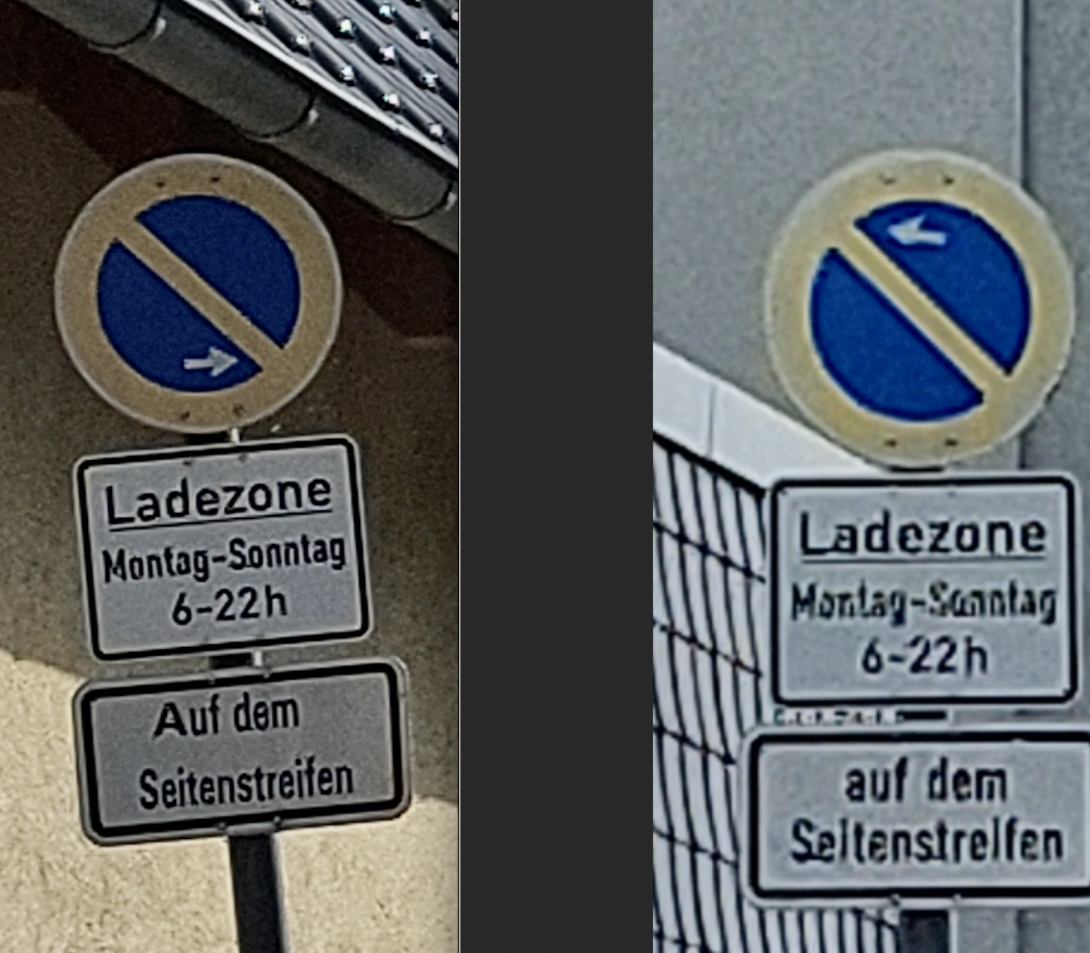 Ladezone
Montag-Sonntag
6-22h
Auf dem
Seitenstreifen
Ladezone
Montag-Sonntag
6-22h
auf dem
Seitenstreifen